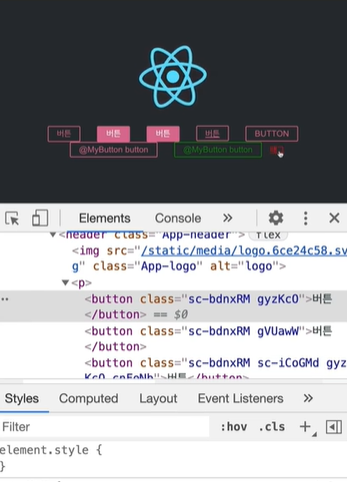 버튼 버튼 버튼 버튼 BUTTON
@MyButton button @MyButton button
Elements Console »
▼<header class="App-header"> flex
<img src="/static/media/logo.6ce24c58.sv
g" class="App-logo" alt="logo">
▼<p>
<button class="sc-bdnxRM gyzKcO">버튼
</button> == $0
<button class="sc-bdnxRM gVUawW">버튼
</button>
<button class="sc-bdnxRM sc-iCoGMd gyz
KcO cnFoNh">버튼</button>
Styles Computed Layout Event Listeners »
Filter :hov .cls +
element.style {
}